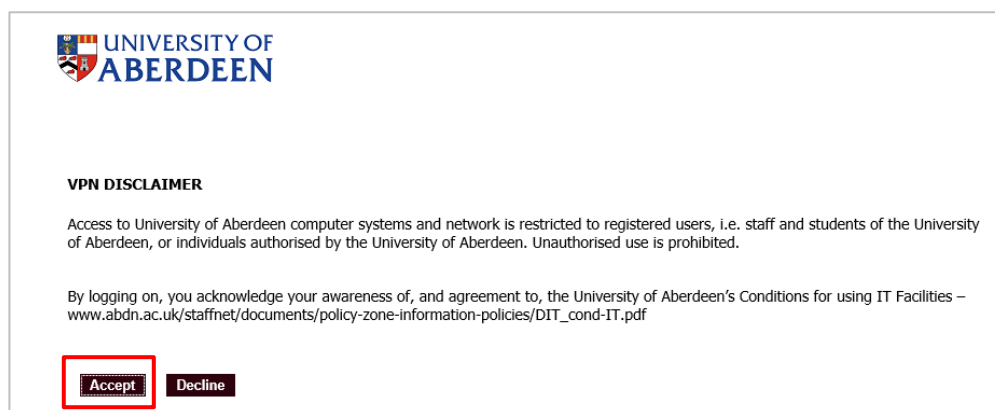 UNIVERSITY OF
ABERDEEN
VPN DISCLAIMER
Access to University of Aberdeen computer systems and network is restricted to registered users, i.e. staff and students of the University
of Aberdeen, or individuals authorised by the University of Aberdeen. Unauthorised use is prohibited.
By logging on, you acknowledge your awareness of, and agreement to, the University of Aberdeen's Conditions for using IT Facilities –
www.abdn.ac.uk/staffnet/documents/policy-zone-information-policies/DIT_cond-IT.pdf
Accept Decline